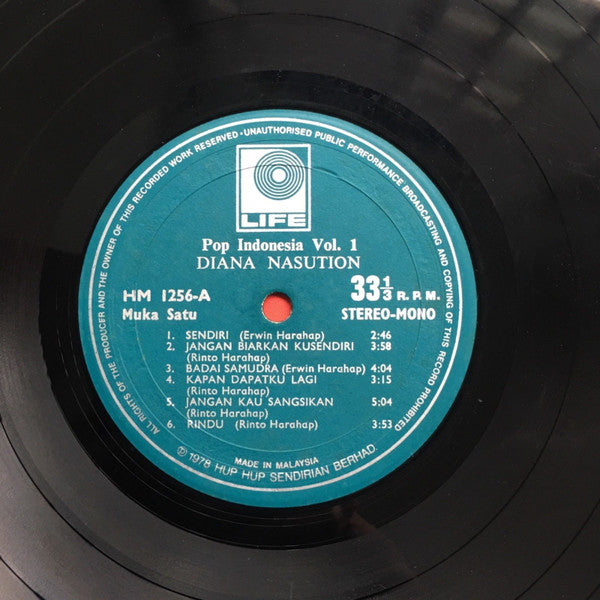 ALL RIGHTS OF THE PRODUCER AND THE OWNER OF THIS RECORDED WORK RESERVED • UNAUTHORISED PUBLIC PERFORMANCE BROADCASTING AND COPYING OF THIS RECORD PROHIBITED
LIFE
Pop Indonesia Vol. 1
DIANA NASUTION
HM 1256-A
33 1/3 R.P.M.
Muka Satu
STEREO-MONO
1. SENDIRI (Erwin Harahap) 2:46
2. JANGAN BIARKAN KUSENDIRI 3:58
(Rinto Harahap)
3. BADAI SAMUDRA (Erwin Harahap) 4:04
4. KAPAN DAPATKU LAGI 3:15
(Rinto Harahap)
5. JANGAN KAU SANGSIKAN 5:04
(Rinto Harahap)
6. RINDU (Rinto Harahap) 3:53
MADE IN MALAYSIA
℗ 1978 HUP HUP SENDIRIAN BERHAD.